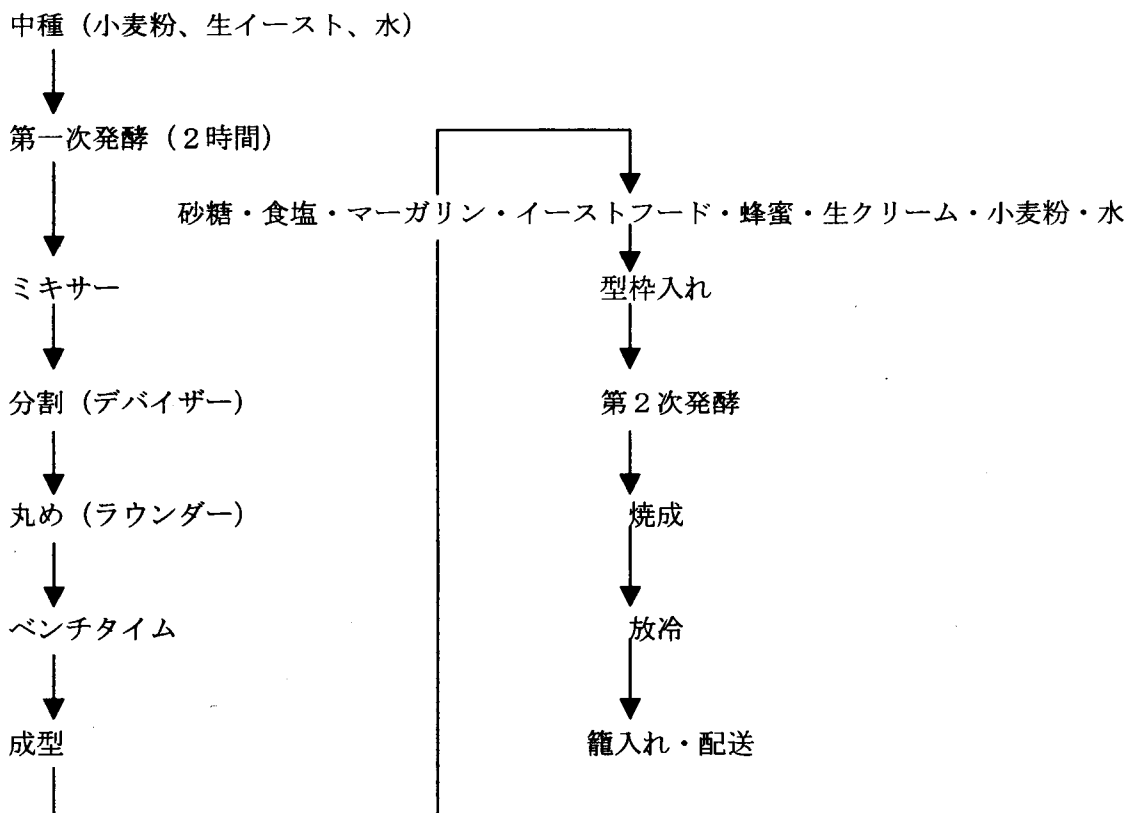 中種（小麦粉、生イースト、水）
第一次発酵（２時間）
砂糖・食塩・マーガリン・イーストフード・蜂蜜・生クリーム・小麦粉・水
ミキサー
分割（デバイザー）
丸め（ラウンダー）
ベンチタイム
成型
型枠入れ
第２次発酵
焼成
放冷
籠入れ・配送